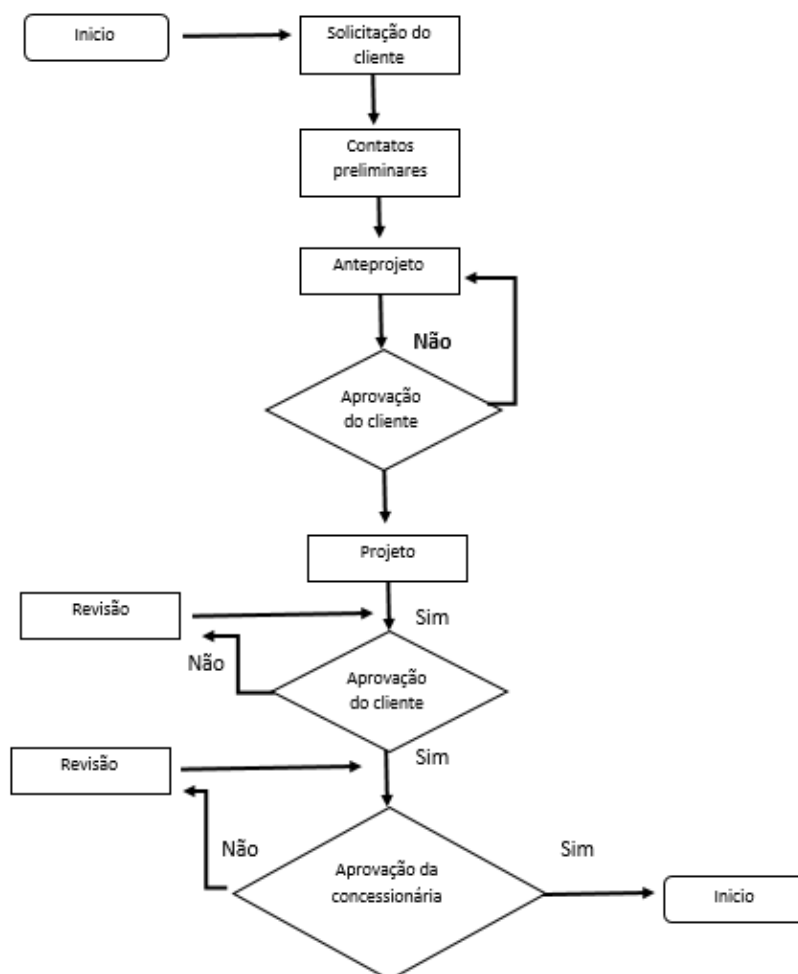 Inicio
Solicitação do
cliente
Contatos
preliminares
Anteprojeto
Não
Aprovação
do cliente
Projeto
Revisão
Sim
Não
Aprovação
do cliente
Revisão
Sim
Não
Sim
Aprovação da
concessionária
Inicio